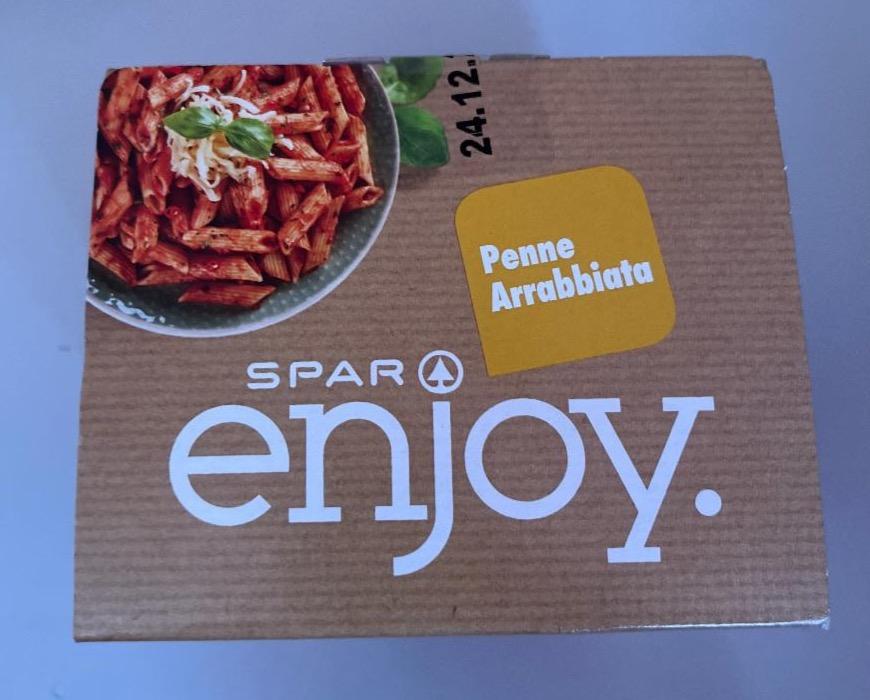 24.12.
Penne
Arrabbiata
SPAR
enjoy.